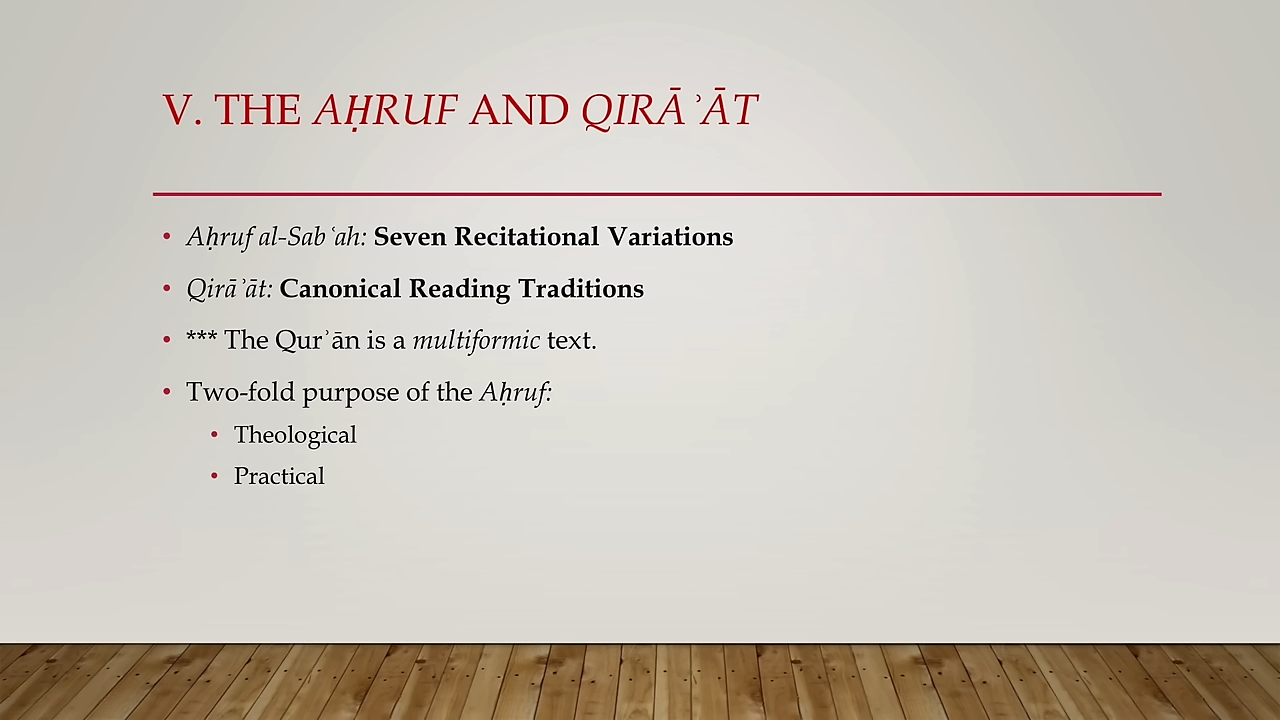 V. THE AḤRUF AND QIRĀʾĀT
• Aḥruf al-Sabʿah: Seven Recitational Variations
• Qirāʾāt: Canonical Reading Traditions
• *** The Qurʾān is a multiformic text.
• Two-fold purpose of the Aḥruf:
• Theological
• Practical